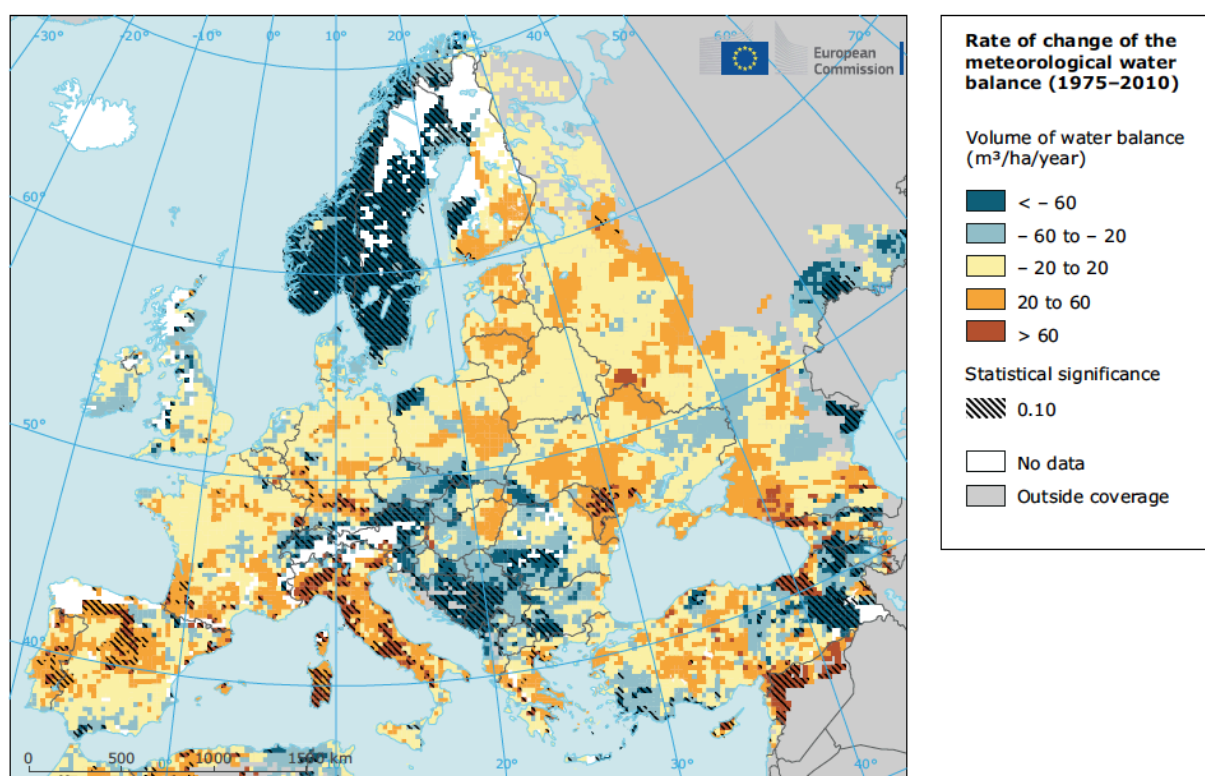 -30°
-20°
-10°
0°
10°
20°
30°
40°
50°
60°
70°
European
Commission
60°
50°
40°
40°
0°
10°
20°
30°
40°
0 500 1000 1500 km
Rate of change of the
meteorological water
balance (1975–2010)
Volume of water balance
(m³/ha/year)
< – 60
– 60 to – 20
– 20 to 20
20 to 60
> 60
Statistical significance
0.10
No data
Outside coverage